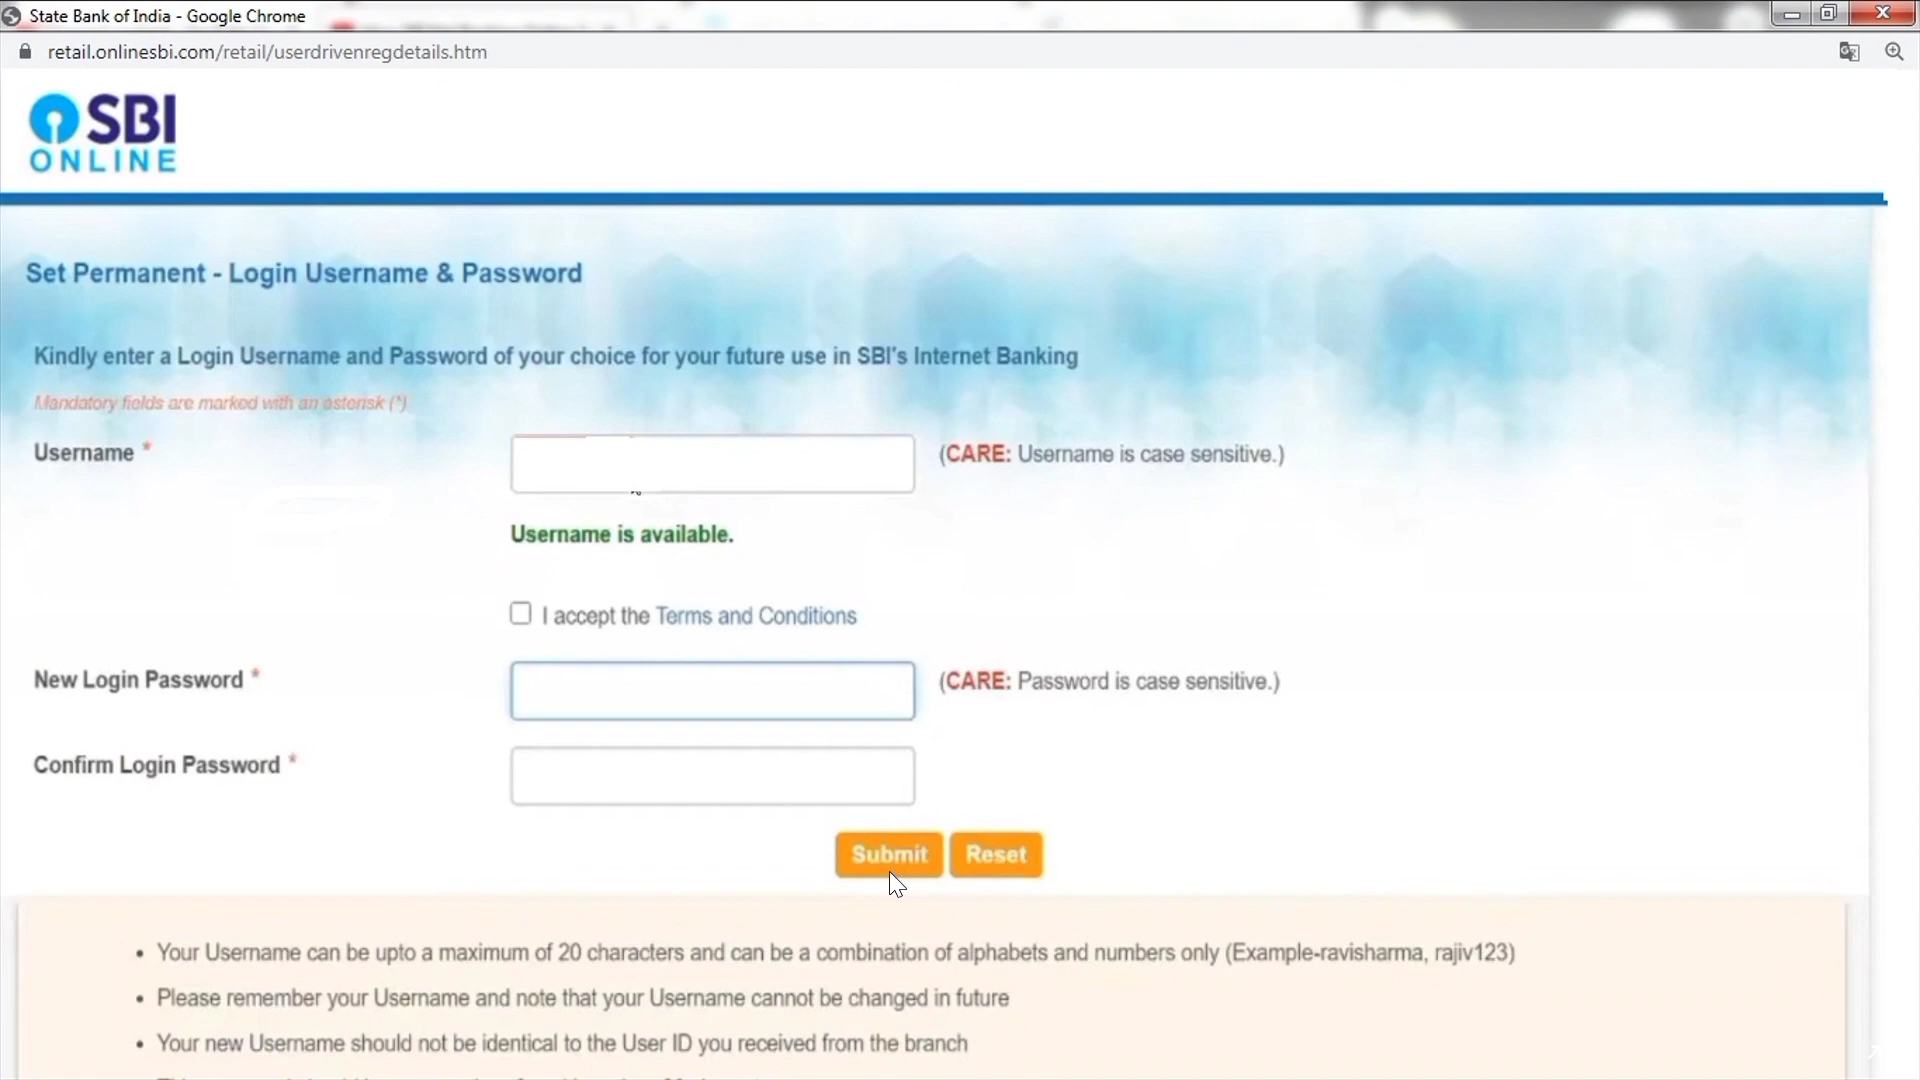 State Bank of India - Google Chrome
retail.onlinesbi.com/retail/userdrivenregdetails.htm
SBI
ONLINE
Set Permanent - Login Username & Password
Kindly enter a Login Username and Password of your choice for your future use in SBI's Internet Banking
Mandatory fields are marked with an asterisk (*)
Username * (CARE: Username is case sensitive.)
Username is available.
I accept the Terms and Conditions
New Login Password * (CARE: Password is case sensitive.)
Confirm Login Password *
Submit Reset
• Your Username can be upto a maximum of 20 characters and can be a combination of alphabets and numbers only (Example-ravisharma, rajiv123)
• Please remember your Username and note that your Username cannot be changed in future
• Your new Username should not be identical to the User ID you received from the branch